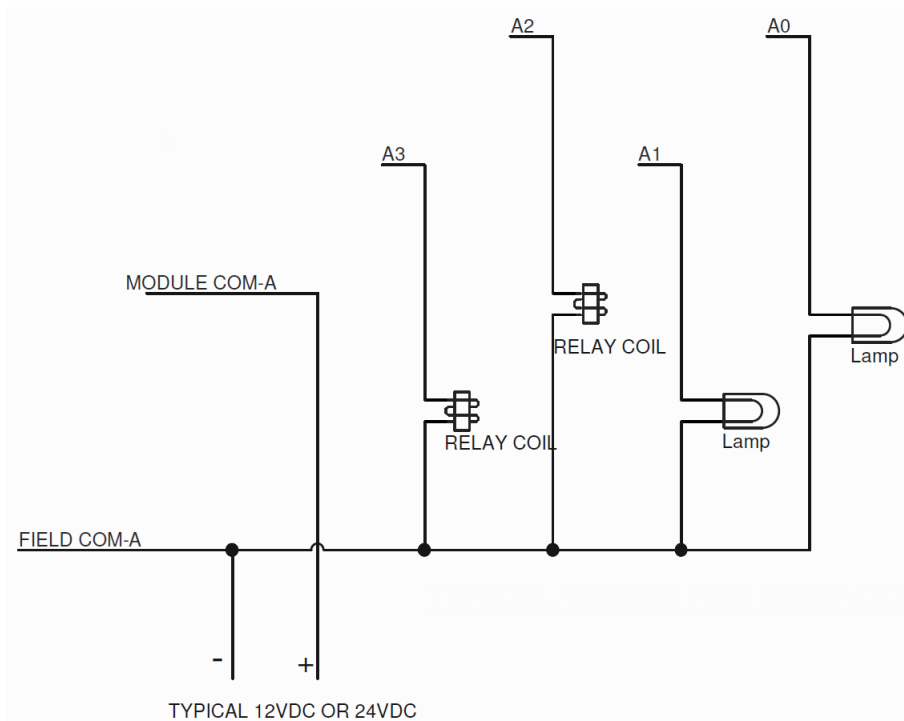 A2
A0
A3
A1
MODULE COM-A
RELAY COIL
Lamp
RELAY COIL
Lamp
FIELD COM-A
- +
TYPICAL 12VDC OR 24VDC